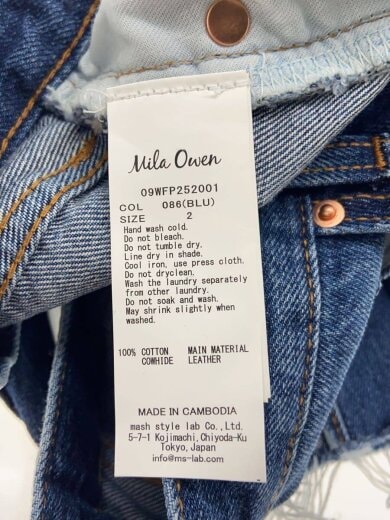 Mila Owen
09WFP252001
COL 086(BLU)
SIZE 2
Hand wash cold.
Do not bleach.
Do not tumble dry.
Line dry in shade.
Cool iron, use press cloth.
Do not dryclean.
Wash the laundry separately
from other laundry.
Do not soak and wash.
May shrink slightly when
washed.
100% COTTON MAIN MATERIAL
COWHIDE LEATHER
MADE IN CAMBODIA
mash style lab Co.,Ltd.
5-7-1 Kojimachi,Chiyoda-Ku
Tokyo,Japan
info@ms-lab.com